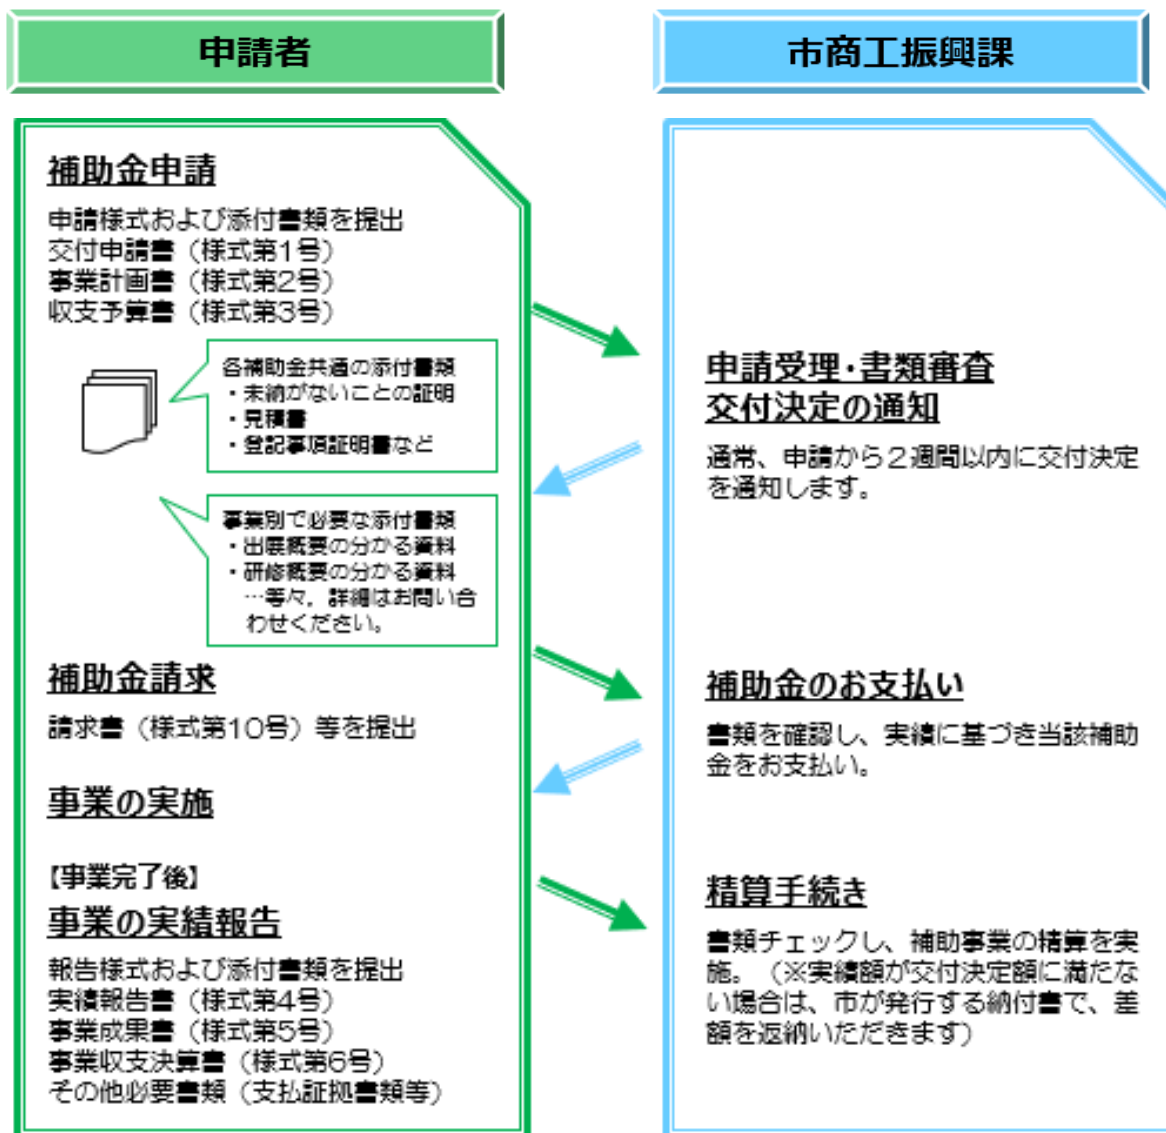 申請者
補助金申請
申請様式および添付書類を提出
交付申請書（様式第1号）
事業計画書（様式第2号）
収支予算書（様式第3号）
各補助金共通の添付書類
・未納がないことの証明
・見積書
・登記事項証明書など
事業別で必要な添付書類
・出展概要の分かる資料
・研修概要の分かる資料
…等々，詳細はお問い合
わせください。
補助金請求
請求書（様式第10号）等を提出
事業の実施
【事業完了後】
事業の実績報告
報告様式および添付書類を提出
実績報告書（様式第4号）
事業成果書（様式第5号）
事業収支決算書（様式第6号）
その他必要書類（支払証拠書類等）
市商工振興課
申請受理・書類審査
交付決定の通知
通常、申請から２週間以内に交付決定
を通知します。
補助金のお支払い
書類を確認し、実績に基づき当該補助
金をお支払い。
精算手続き
書類チェックし、補助事業の精算を実
施。（※実績額が交付決定額に満たな
い場合は、市が発行する納付書で、差
額を返納いただきます）